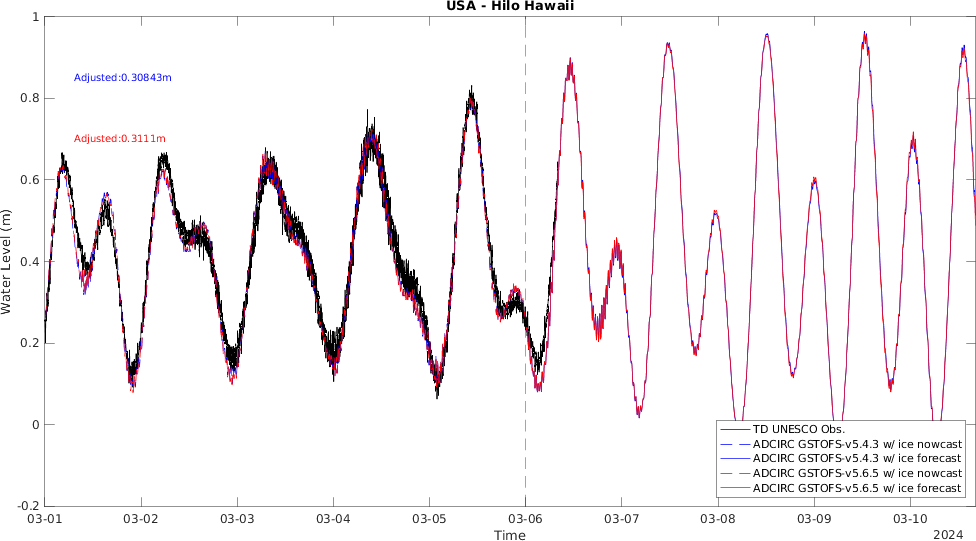 USA - Hilo Hawaii
1
Adjusted:0.30843m
0.8
Adjusted:0.3111m
0.6
0.4
0.2
0
-0.2
Water Level (m)
TD UNESCO Obs.
ADCIRC GSTOFS-v5.4.3 w/ ice nowcast
ADCIRC GSTOFS-v5.4.3 w/ ice forecast
ADCIRC GSTOFS-v5.6.5 w/ ice nowcast
ADCIRC GSTOFS-v5.6.5 w/ ice forecast
03-01 03-02 03-03 03-04 03-05 03-06 03-07 03-08 03-09 03-10
Time
2024